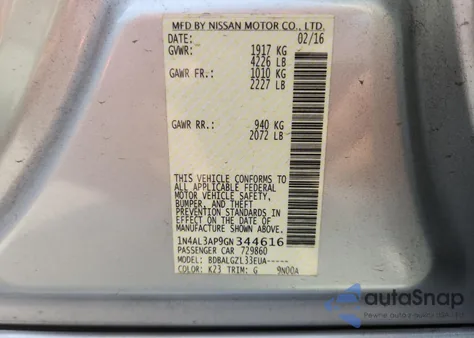 MFD BY NISSAN MOTOR CO., LTD.
DATE: 02/16
GVWR: 1917 KG
4226 LB
GAWR FR.: 1010 KG
2227 LB
GAWR RR.: 940 KG
2072 LB
THIS VEHICLE CONFORMS TO
ALL APPLICABLE FEDERAL
MOTOR VEHICLE SAFETY,
BUMPER, AND THEFT
PREVENTION STANDARDS IN
EFFECT ON THE DATE OF
MANUFACTURE SHOWN ABOVE.
1N4AL3AP9GN344616
PASSENGER CAR 729860
MODEL: BDBALGZL33EUA-----
COLOR: K23 TRIM: G 9N00A
autoSnap